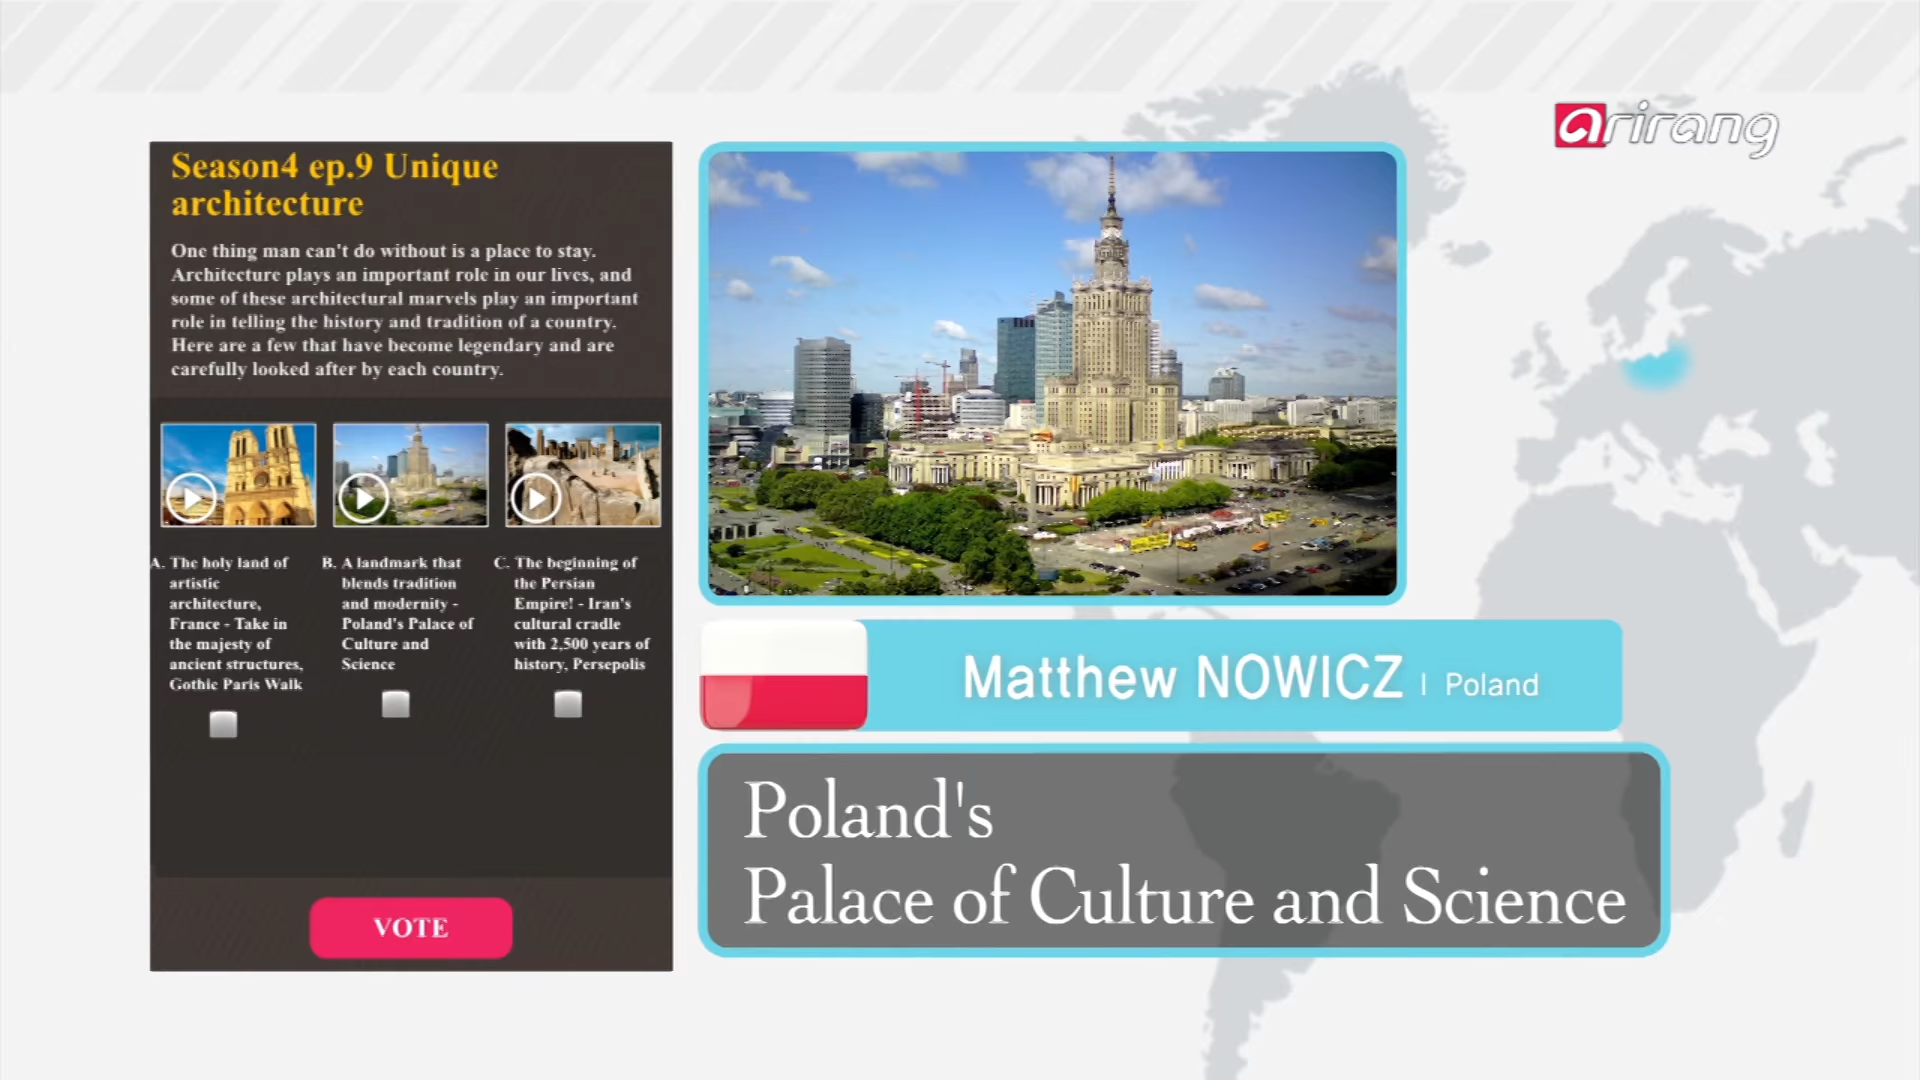 arirang
Season4 ep.9 Unique
architecture
One thing man can't do without is a place to stay.
Architecture plays an important role in our lives, and
some of these architectural marvels play an important
role in telling the history and tradition of a country.
Here are a few that have become legendary and are
carefully looked after by each country.
A. The holy land of
artistic
architecture,
France - Take in
the majesty of
ancient structures,
Gothic Paris Walk
B. A landmark that
blends tradition
and modernity -
Poland's Palace of
Culture and
Science
C. The beginning of
the Persian
Empire! - Iran's
cultural cradle
with 2,500 years of
history, Persepolis
VOTE
Matthew NOWICZ | Poland
Poland's
Palace of Culture and Science